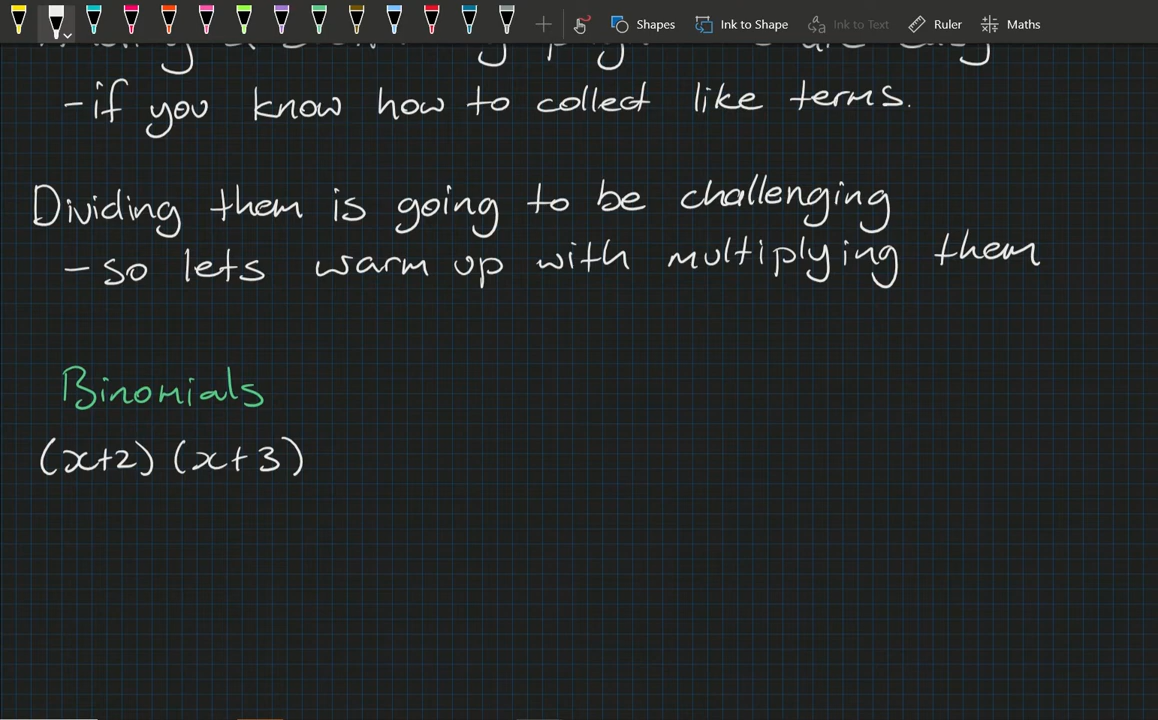 Shapes Ink to Shape Ink to Text Ruler Maths
-if you know how to collect like terms.
Dividing them is going to be challenging
-so lets warm up with multiplying them
Binomials
(x+2) (x+3)